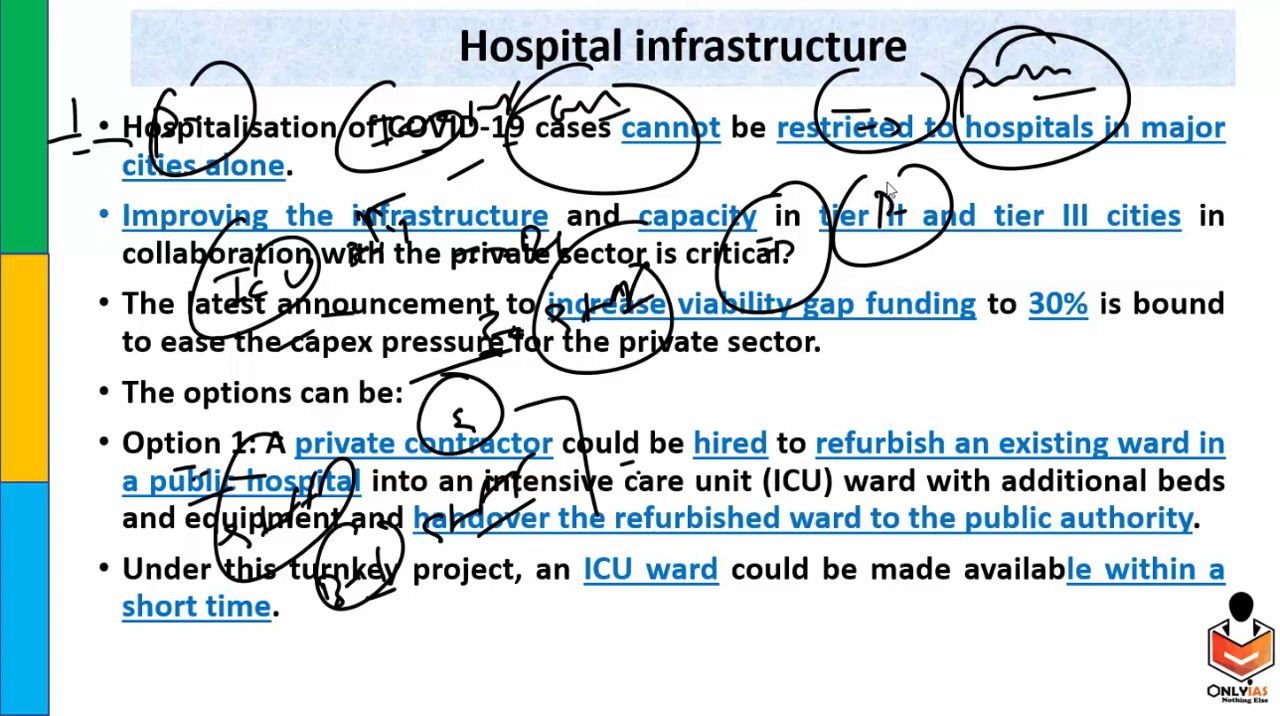 Hospital infrastructure
• Hospitalisation of COVID-19 cases cannot be restricted to hospitals in major
cities alone.
• Improving the infrastructure and capacity in tier II and tier III cities in
collaboration with the private sector is critical?
• The latest announcement to increase viability gap funding to 30% is bound
to ease the capex pressure for the private sector.
• The options can be:
• Option 1: A private contractor could be hired to refurbish an existing ward in
a public hospital into an intensive care unit (ICU) ward with additional beds
and equipment and handover the refurbished ward to the public authority.
• Under this turnkey project, an ICU ward could be made available within a
short time.
ICU
ONLYIAS
Nothing Else